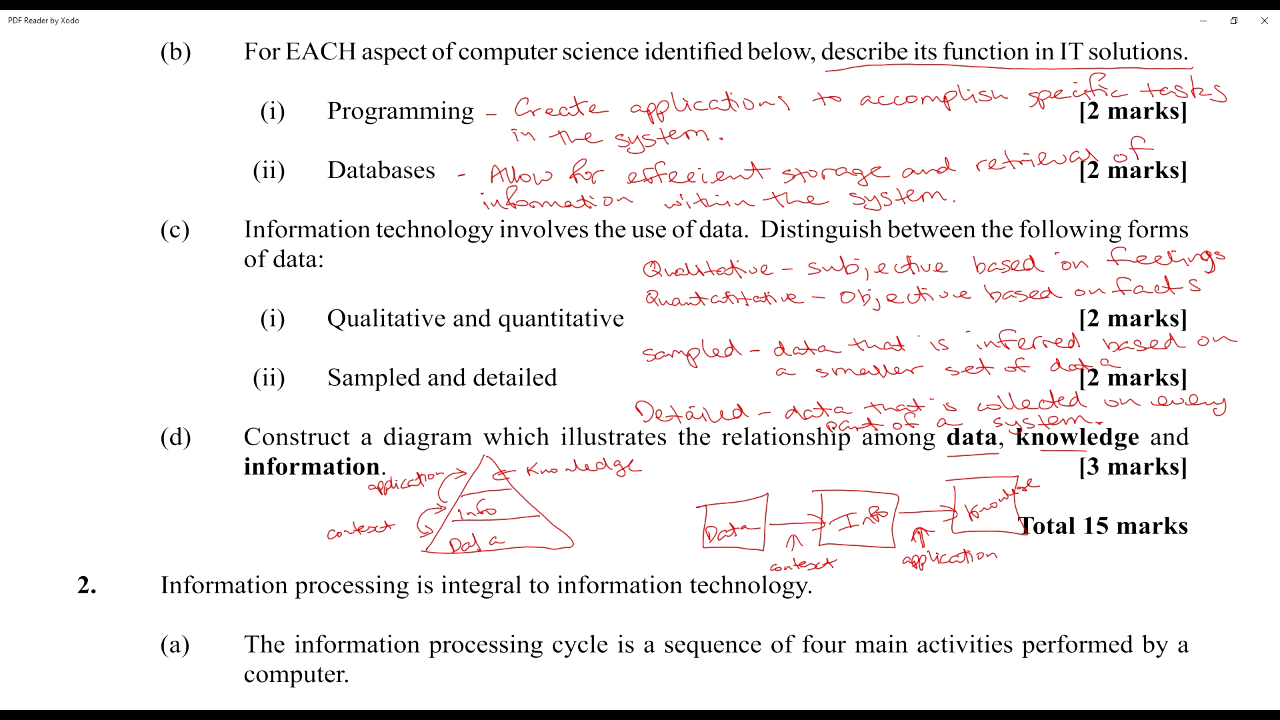 PDF Reader by Xodo
(b) For EACH aspect of computer science identified below, describe its function in IT solutions.
(i) Programming - Create applications to accomplish specific tasks [2 marks]
in the system.
(ii) Databases - Allow for effecient storage and retrieval of [2 marks]
information within the system.
(c) Information technology involves the use of data. Distinguish between the following forms
of data:
Qualitative - subjective based on feelings
Quantatitative - objective based on facts
(i) Qualitative and quantitative [2 marks]
sampled - data that is inferred based on
a smaller set of data
(ii) Sampled and detailed [2 marks]
Detailed - data that is collected on every
part of a system.
(d) Construct a diagram which illustrates the relationship among data, knowledge and
information. [3 marks]
application Knowledge
context Info
Data
Data Info Knowledge
context application
Total 15 marks
2. Information processing is integral to information technology.
(a) The information processing cycle is a sequence of four main activities performed by a
computer.